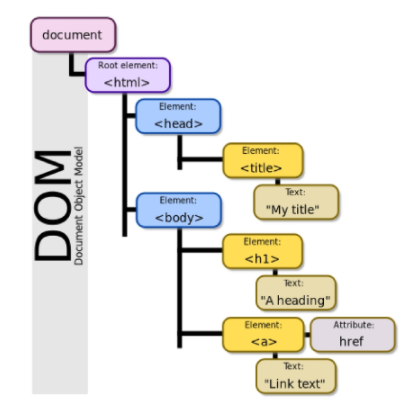 document
Root element:
<html>
Element:
<head>
Element:
<title>
Text:
"My title"
Element:
<body>
Element:
<h1>
Text:
"A heading"
Element:
<a>
Attribute:
href
Text:
"Link text"
DOM
Document Object Model